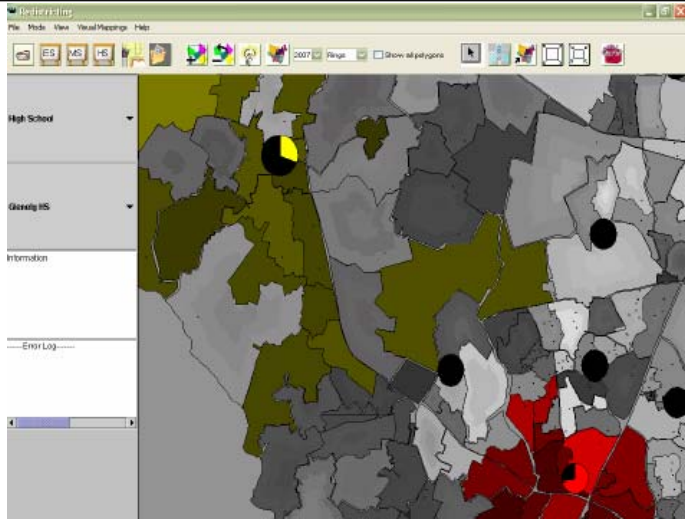 Redistricting
File Mode View Visual Mappings Help
ES MS HS 2007 Rings Show all polygons
High School
Glenelg HS
Information
-----Error Log-------